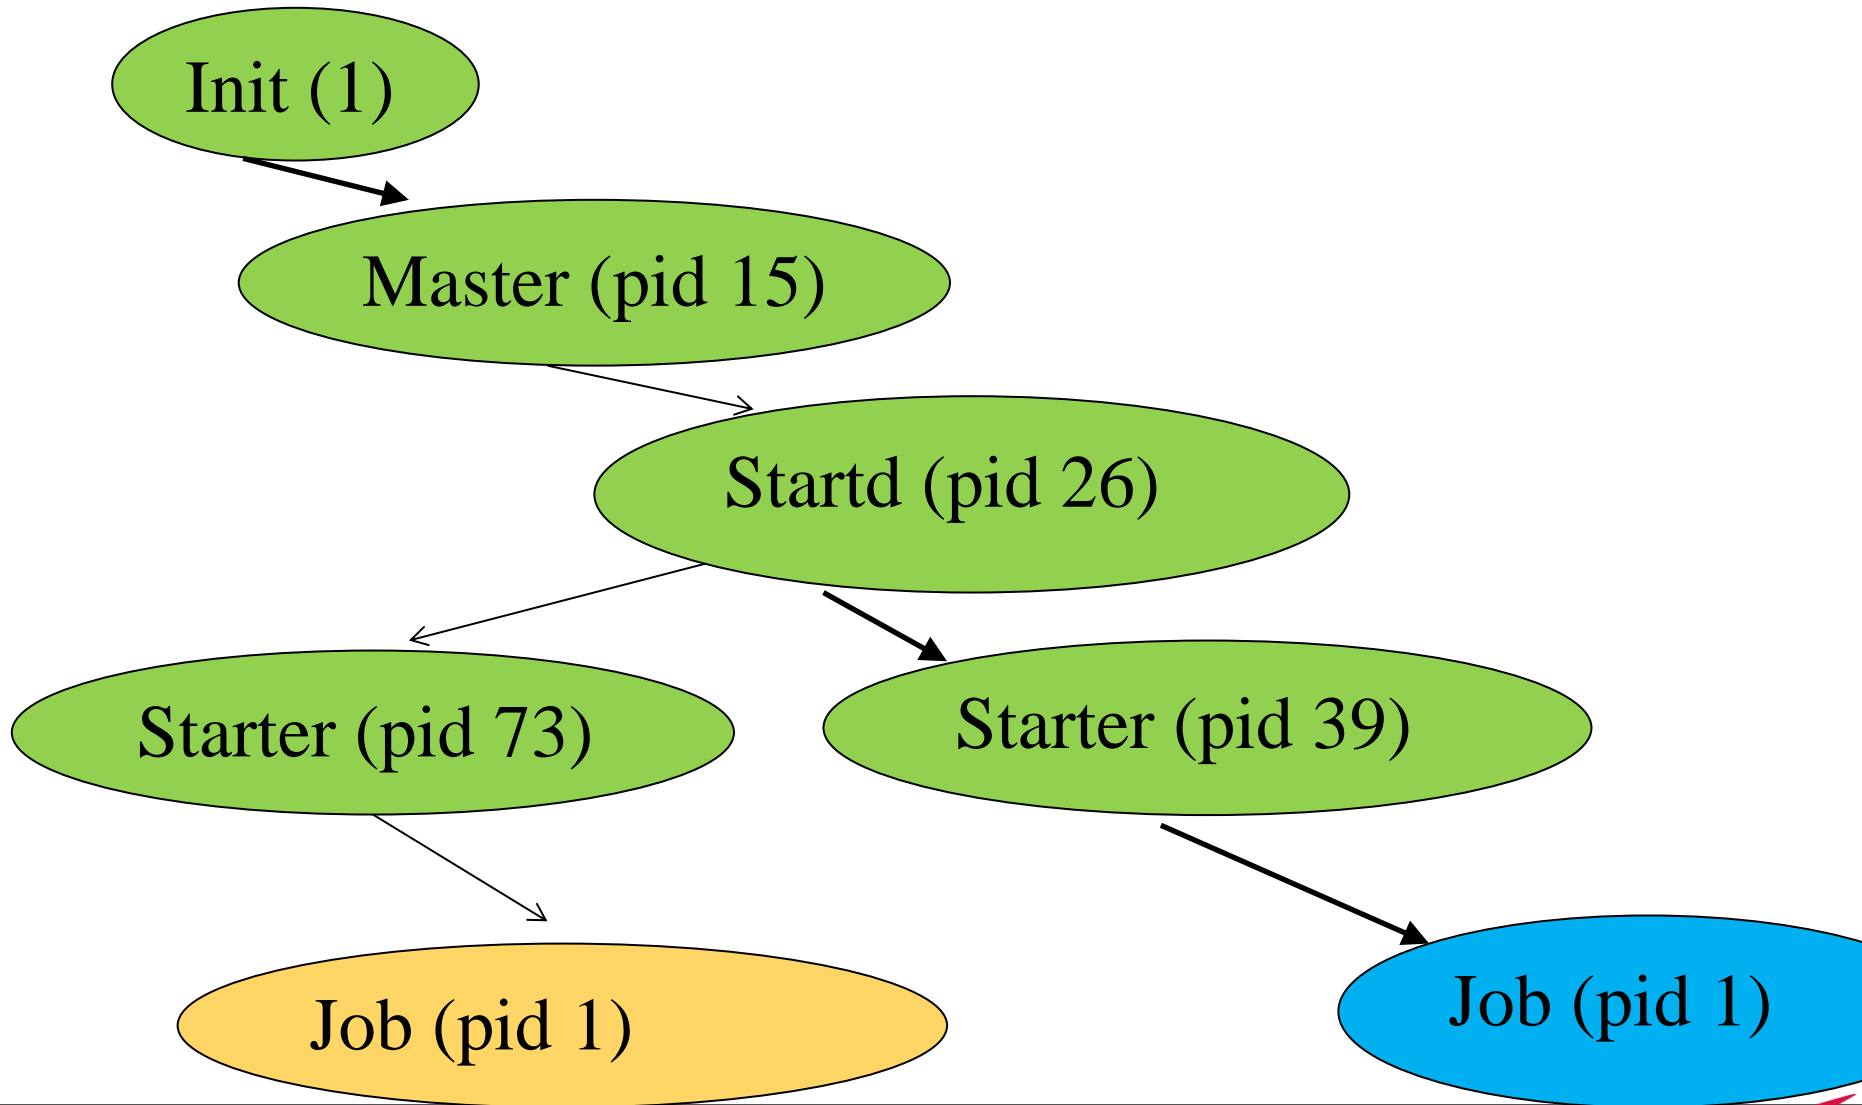 Init (1)
Master (pid 15)
Startd (pid 26)
Starter (pid 73)
Starter (pid 39)
Job (pid 1)
Job (pid 1)